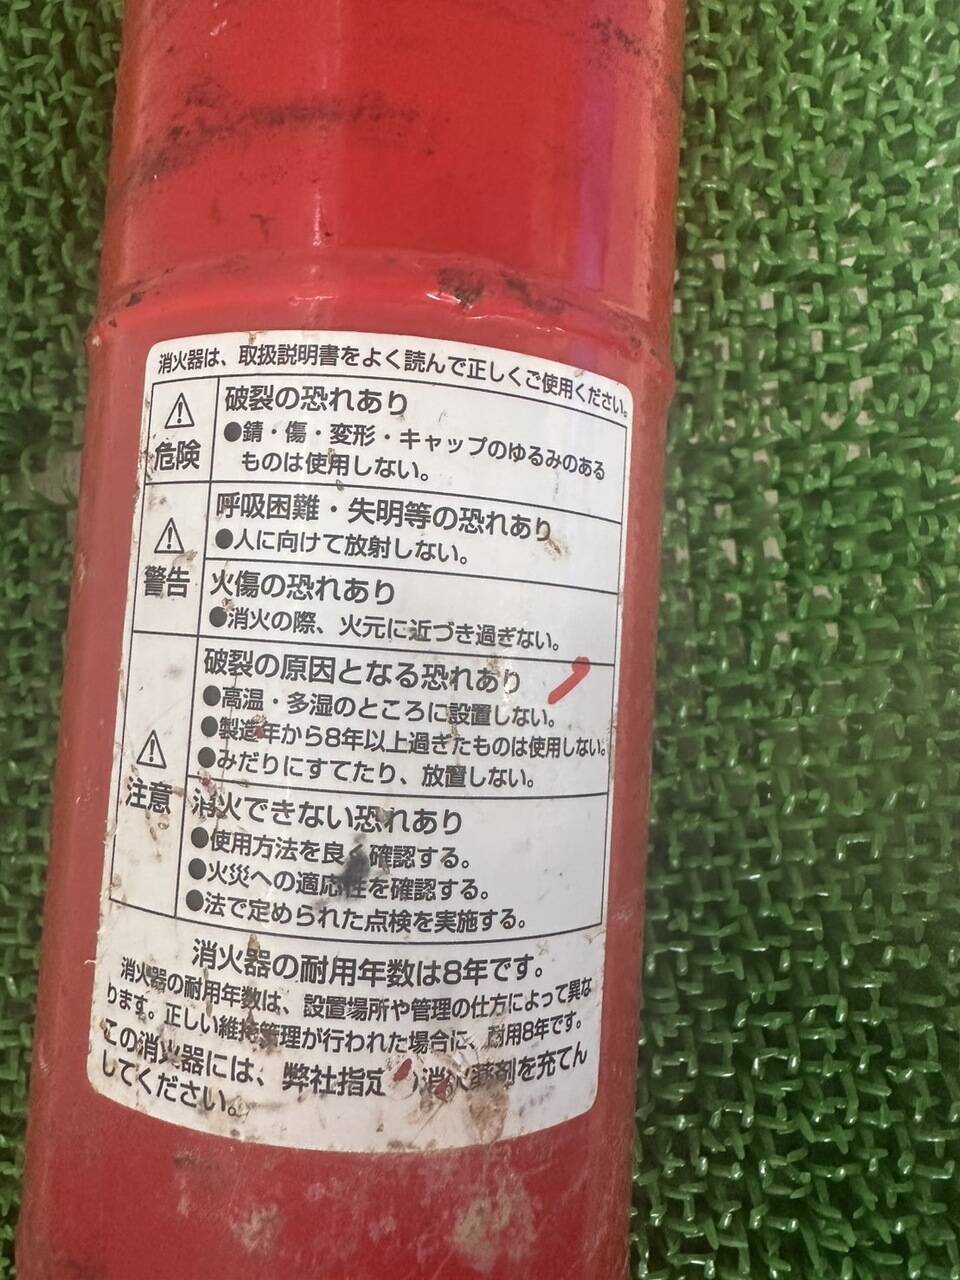 消火器は、取扱説明書をよく読んで正しくご使用ください。
危険
破裂の恐れあり
●錆・傷・変形・キャップのゆるみのある
ものは使用しない。
警告
呼吸困難・失明等の恐れあり
●人に向けて放射しない。
火傷の恐れあり
●消火の際、火元に近づき過ぎない。
注意
破裂の原因となる恐れあり
●高温・多湿のところに設置しない。
●製造年から8年以上過ぎたものは使用しない。
●みだりにすてたり、放置しない。
消火できない恐れあり
●使用方法を良く確認する。
●火災への適応性を確認する。
●法で定められた点検を実施する。
消火器の耐用年数は8年です。
消火器の耐用年数は、設置場所や管理の仕方によって異な
ります。正しい維持管理が行われた場合に、耐用8年です。
この消火器には、弊社指定の消火薬剤を充てん
してください。